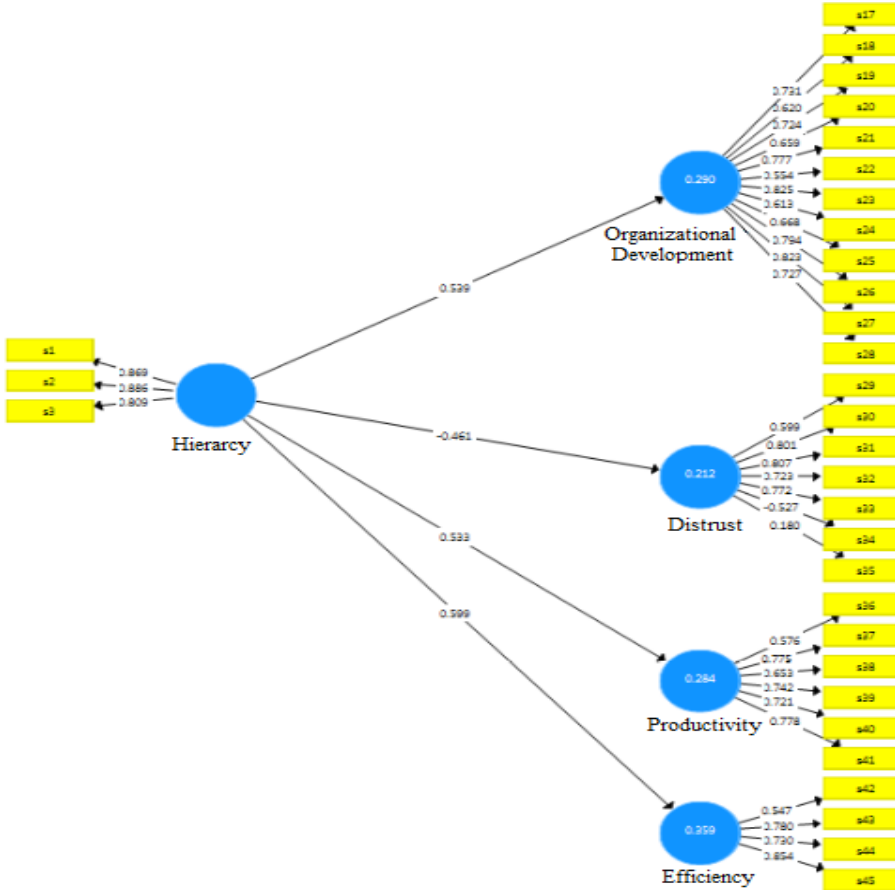 s17
s18
s19
s20
s21
s22
s23
s24
s25
s26
s27
s28
0.731
0.620
0.724
0.659
0.777
0.554
0.825
0.613
0.668
0.794
0.823
0.727
0.290
Organizational
Development
0.539
s1
s2
s3
0.869
0.886
0.809
Hierarcy
-0.461
s29
s30
s31
s32
s33
s34
s35
0.599
0.801
0.807
0.723
0.772
-0.527
0.180
0.212
Distrust
0.533
0.599
s36
s37
s38
s39
s40
s41
0.576
0.775
0.653
0.742
0.721
0.778
0.284
Productivity
s42
s43
s44
s45
0.547
0.780
0.730
0.854
0.359
Efficiency